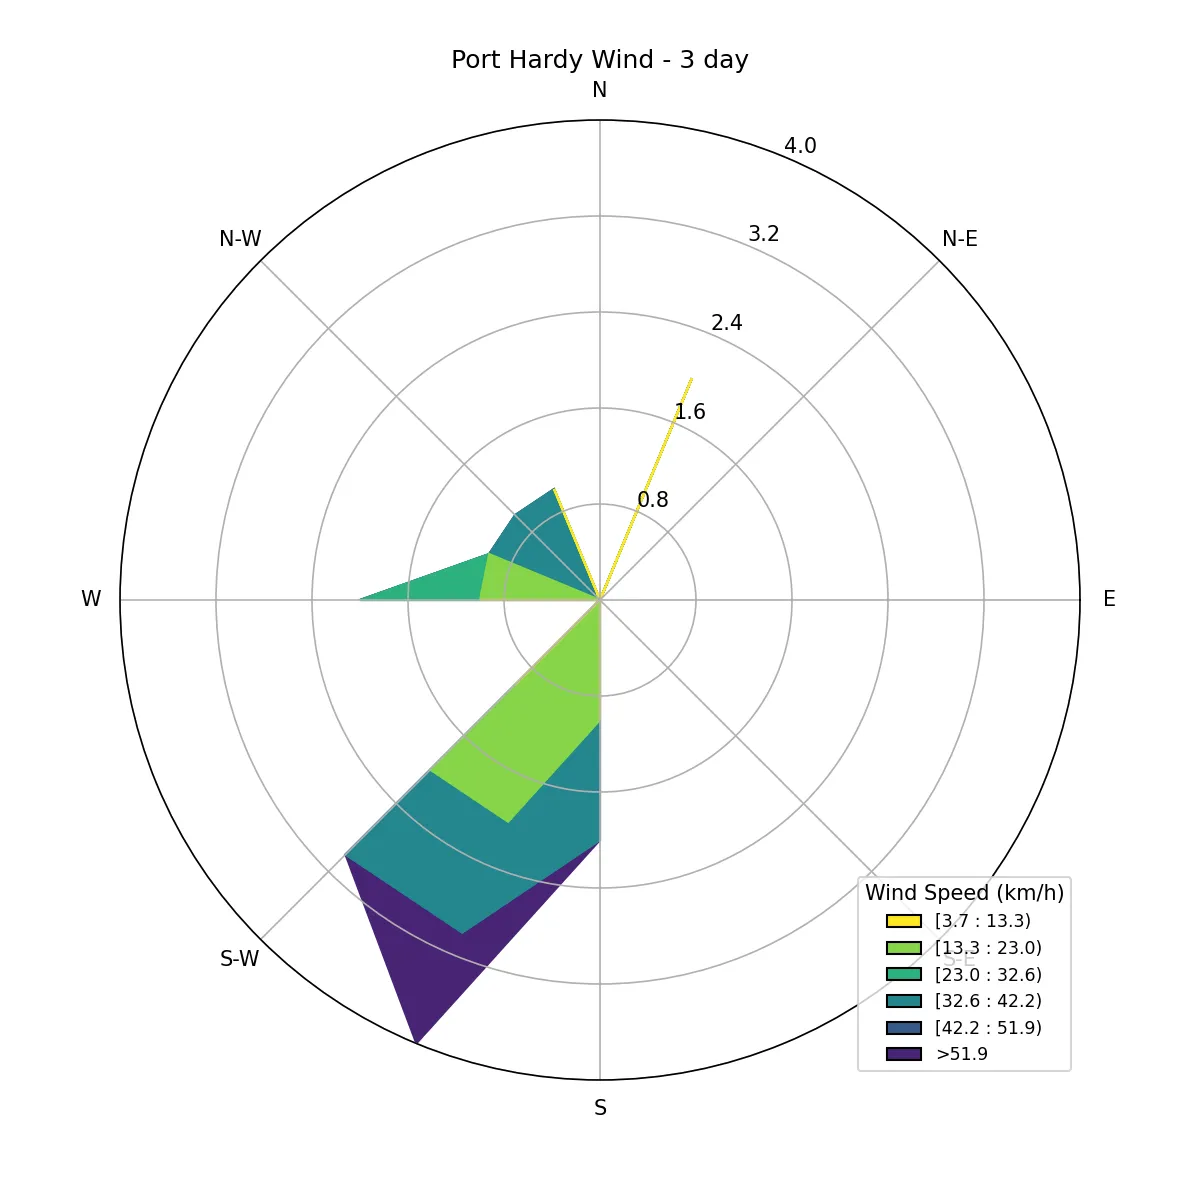 Port Hardy Wind - 3 day
N
4.0
N-W
3.2
N-E
2.4
1.6
0.8
W
E
S-W
S-E
S
Wind Speed (km/h)
[3.7 : 13.3)
[13.3 : 23.0)
[23.0 : 32.6)
[32.6 : 42.2)
[42.2 : 51.9)
>51.9